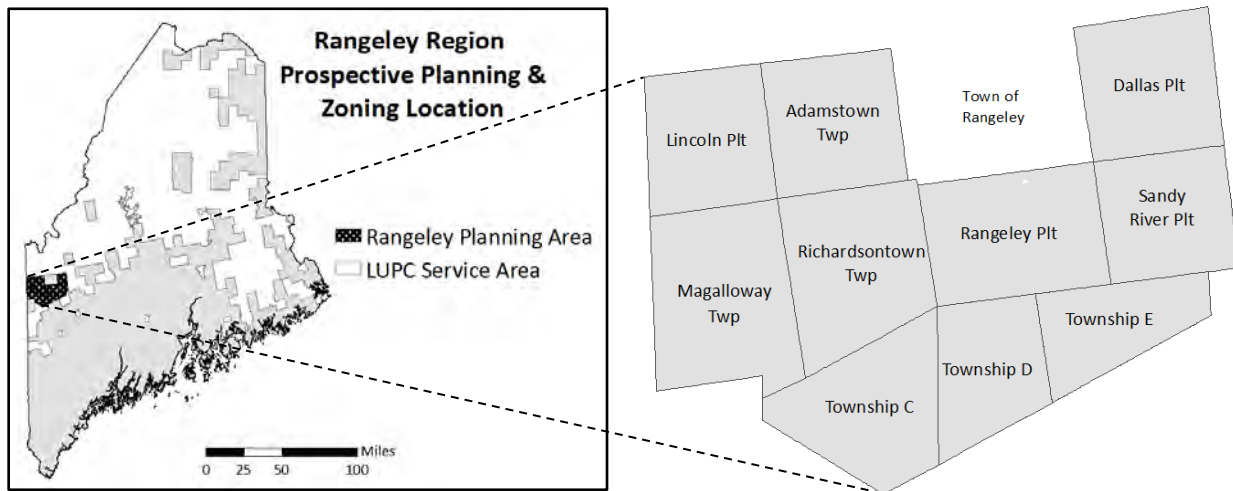 Rangeley Region
Prospective Planning &
Zoning Location
Rangeley Planning Area
LUPC Service Area
Miles
0 25 50 100
Lincoln Plt
Adamstown
Twp
Town of
Rangeley
Dallas Plt
Magalloway
Twp
Richardsontown
Twp
Rangeley Plt
Sandy
River Plt
Township C
Township D
Township E